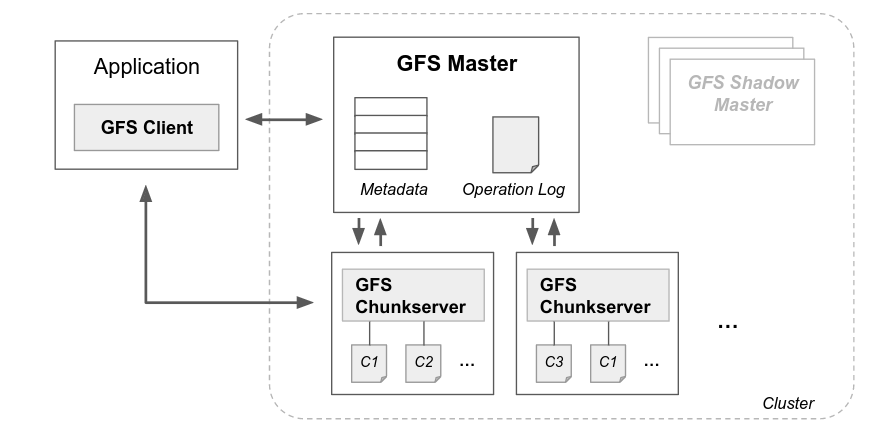 Application
GFS Client
GFS Master
Metadata
Operation Log
GFS Shadow
Master
GFS
Chunkserver
C1
C2
...
GFS
Chunkserver
C3
C1
...
...
Cluster